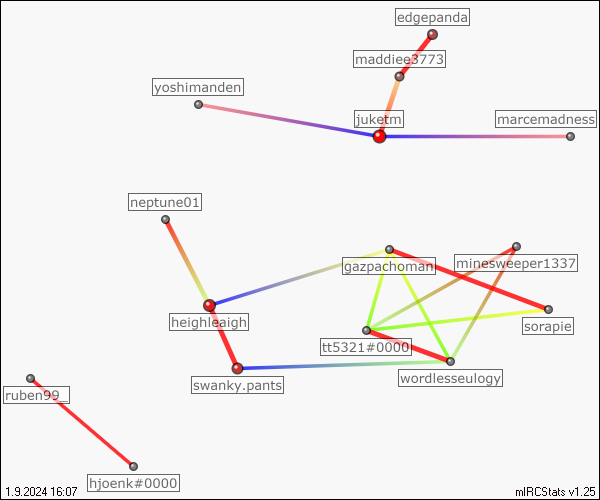 edgepanda
maddiee3773
yoshimanden
juketm
marcemadness
neptune01
gazpachoman
minesweeper1337
heighleaigh
sorapie
tt5321#0000
wordlesseulogy
swanky.pants
ruben99_
hjoenk#0000
1.9.2024 16:07
mIRCStats v1.25